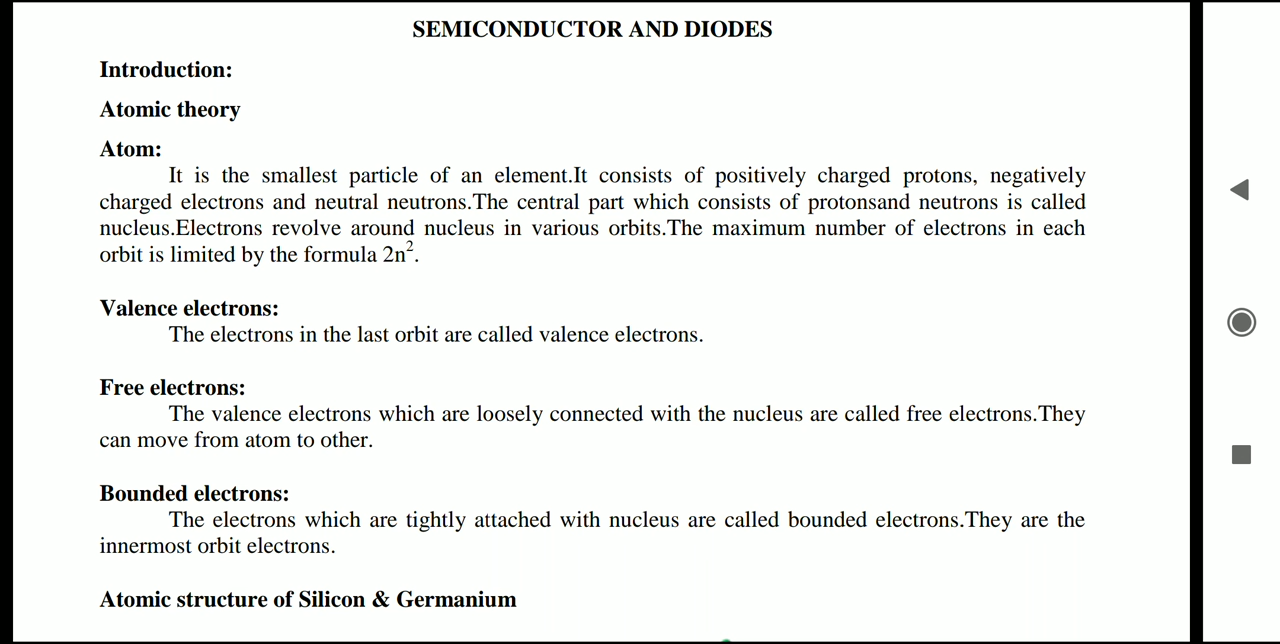 SEMICONDUCTOR AND DIODES
Introduction:
Atomic theory
Atom:
It is the smallest particle of an element.It consists of positively charged protons, negatively
charged electrons and neutral neutrons.The central part which consists of protonsand neutrons is called
nucleus.Electrons revolve around nucleus in various orbits.The maximum number of electrons in each
orbit is limited by the formula 2n².
Valence electrons:
The electrons in the last orbit are called valence electrons.
Free electrons:
The valence electrons which are loosely connected with the nucleus are called free electrons.They
can move from atom to other.
Bounded electrons:
The electrons which are tightly attached with nucleus are called bounded electrons.They are the
innermost orbit electrons.
Atomic structure of Silicon & Germanium